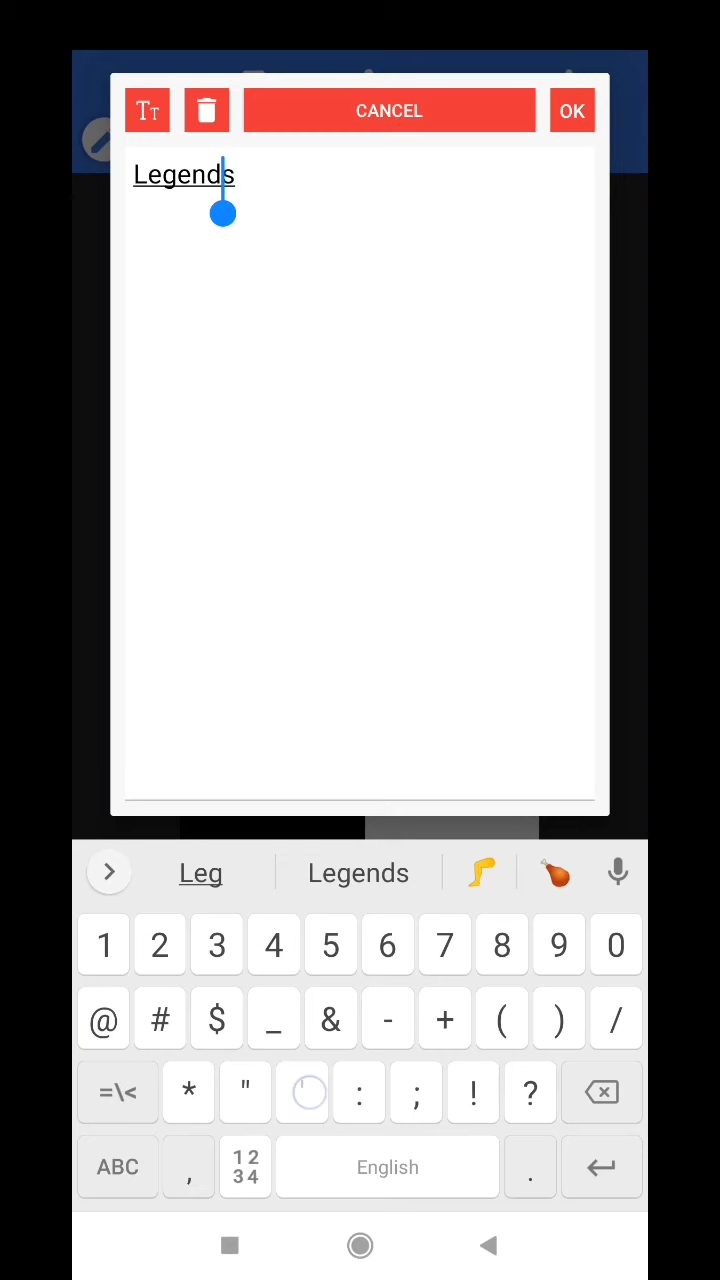 Tт CANCEL OK
Legends
Leg Legends
1 2 3 4 5 6 7 8 9 0
@ # $ _ & - + ( ) /
=\< * " ' : ; ! ?
ABC , 12 34 English .